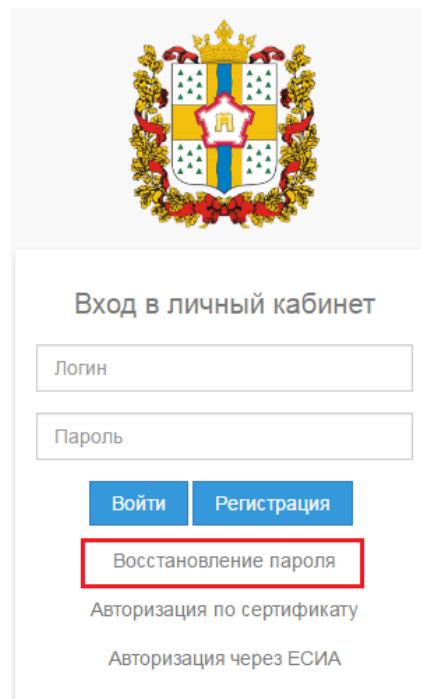 Вход в личный кабинет
Логин
Пароль
Войти Регистрация
Восстановление пароля
Авторизация по сертификату
Авторизация через ЕСИА